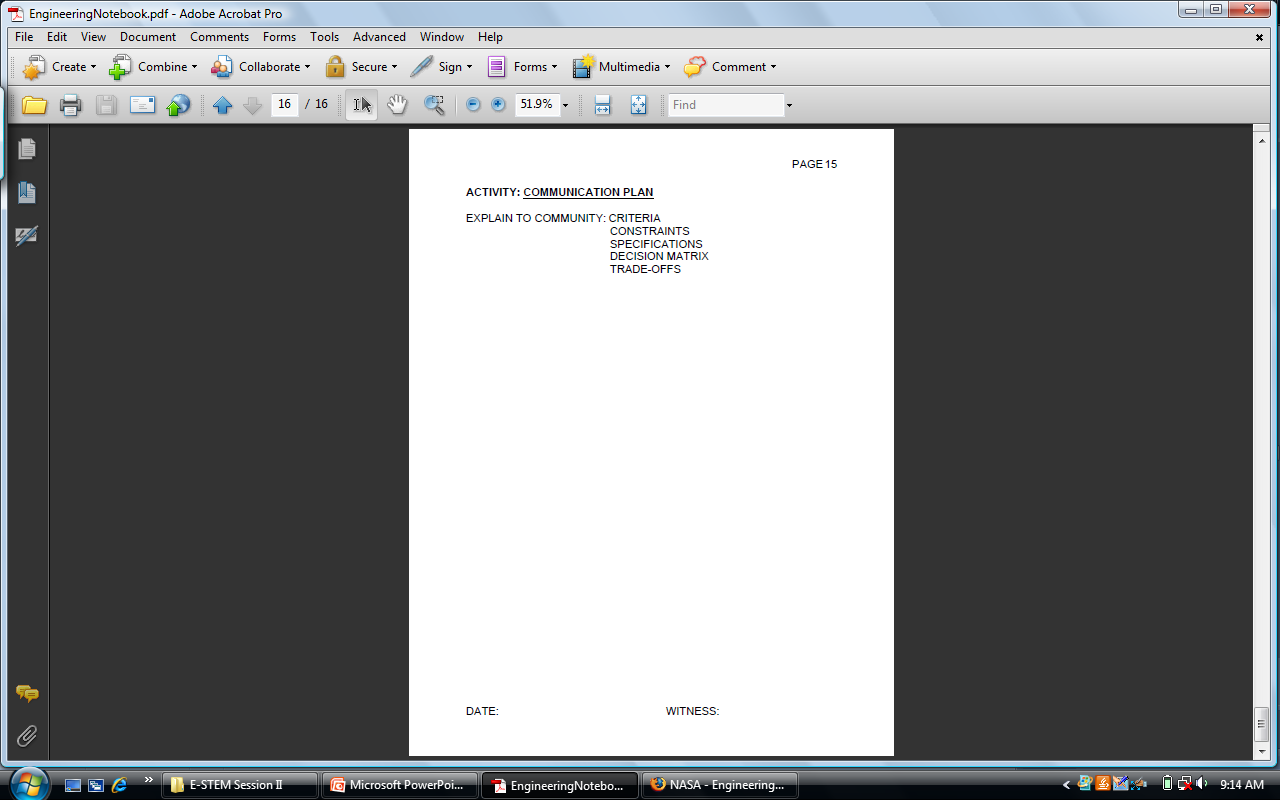 EngineeringNotebook.pdf - Adobe Acrobat Pro
File Edit View Document Comments Forms Tools Advanced Window Help
Create Combine Collaborate Secure Sign Forms Multimedia Comment
16 / 16 51.9% Find
PAGE 15
ACTIVITY: COMMUNICATION PLAN
EXPLAIN TO COMMUNITY: CRITERIA
CONSTRAINTS
SPECIFICATIONS
DECISION MATRIX
TRADE-OFFS
DATE: WITNESS:
E-STEM Session II Microsoft PowerPoi... EngineeringNotebo... NASA - Engineering... 9:14 AM